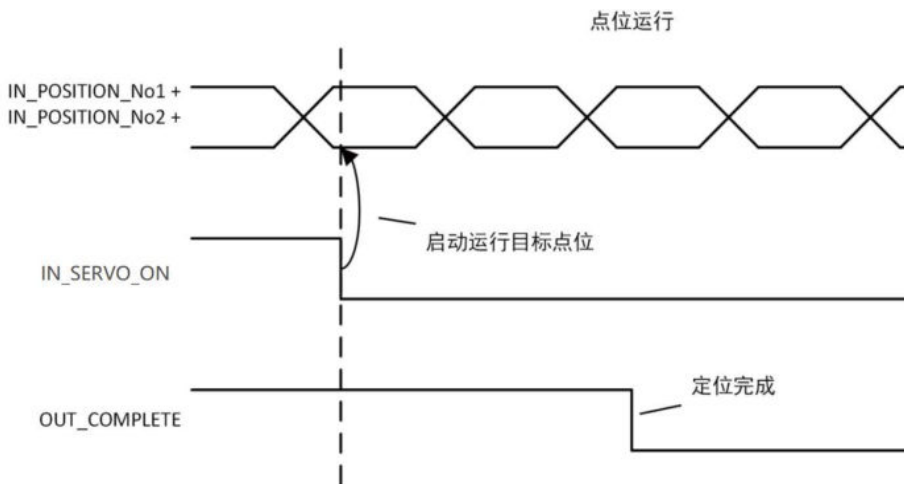 点位运行
IN_POSITION_No1 +
IN_POSITION_No2 +
启动运行目标点位
IN_SERVO_ON
定位完成
OUT_COMPLETE